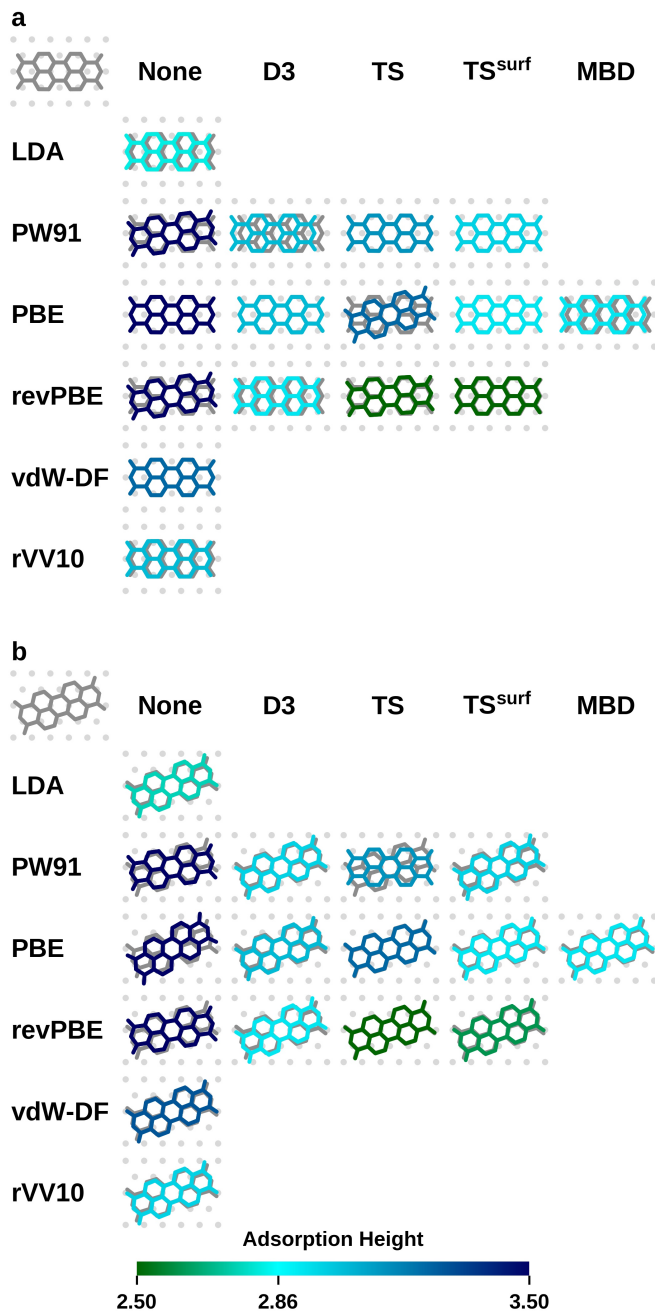 a
None D3 TS TSsurf MBD
LDA
PW91
PBE
revPBE
vdW-DF
rVV10
b
None D3 TS TSsurf MBD
LDA
PW91
PBE
revPBE
vdW-DF
rVV10
Adsorption Height
2.50 2.86 3.50